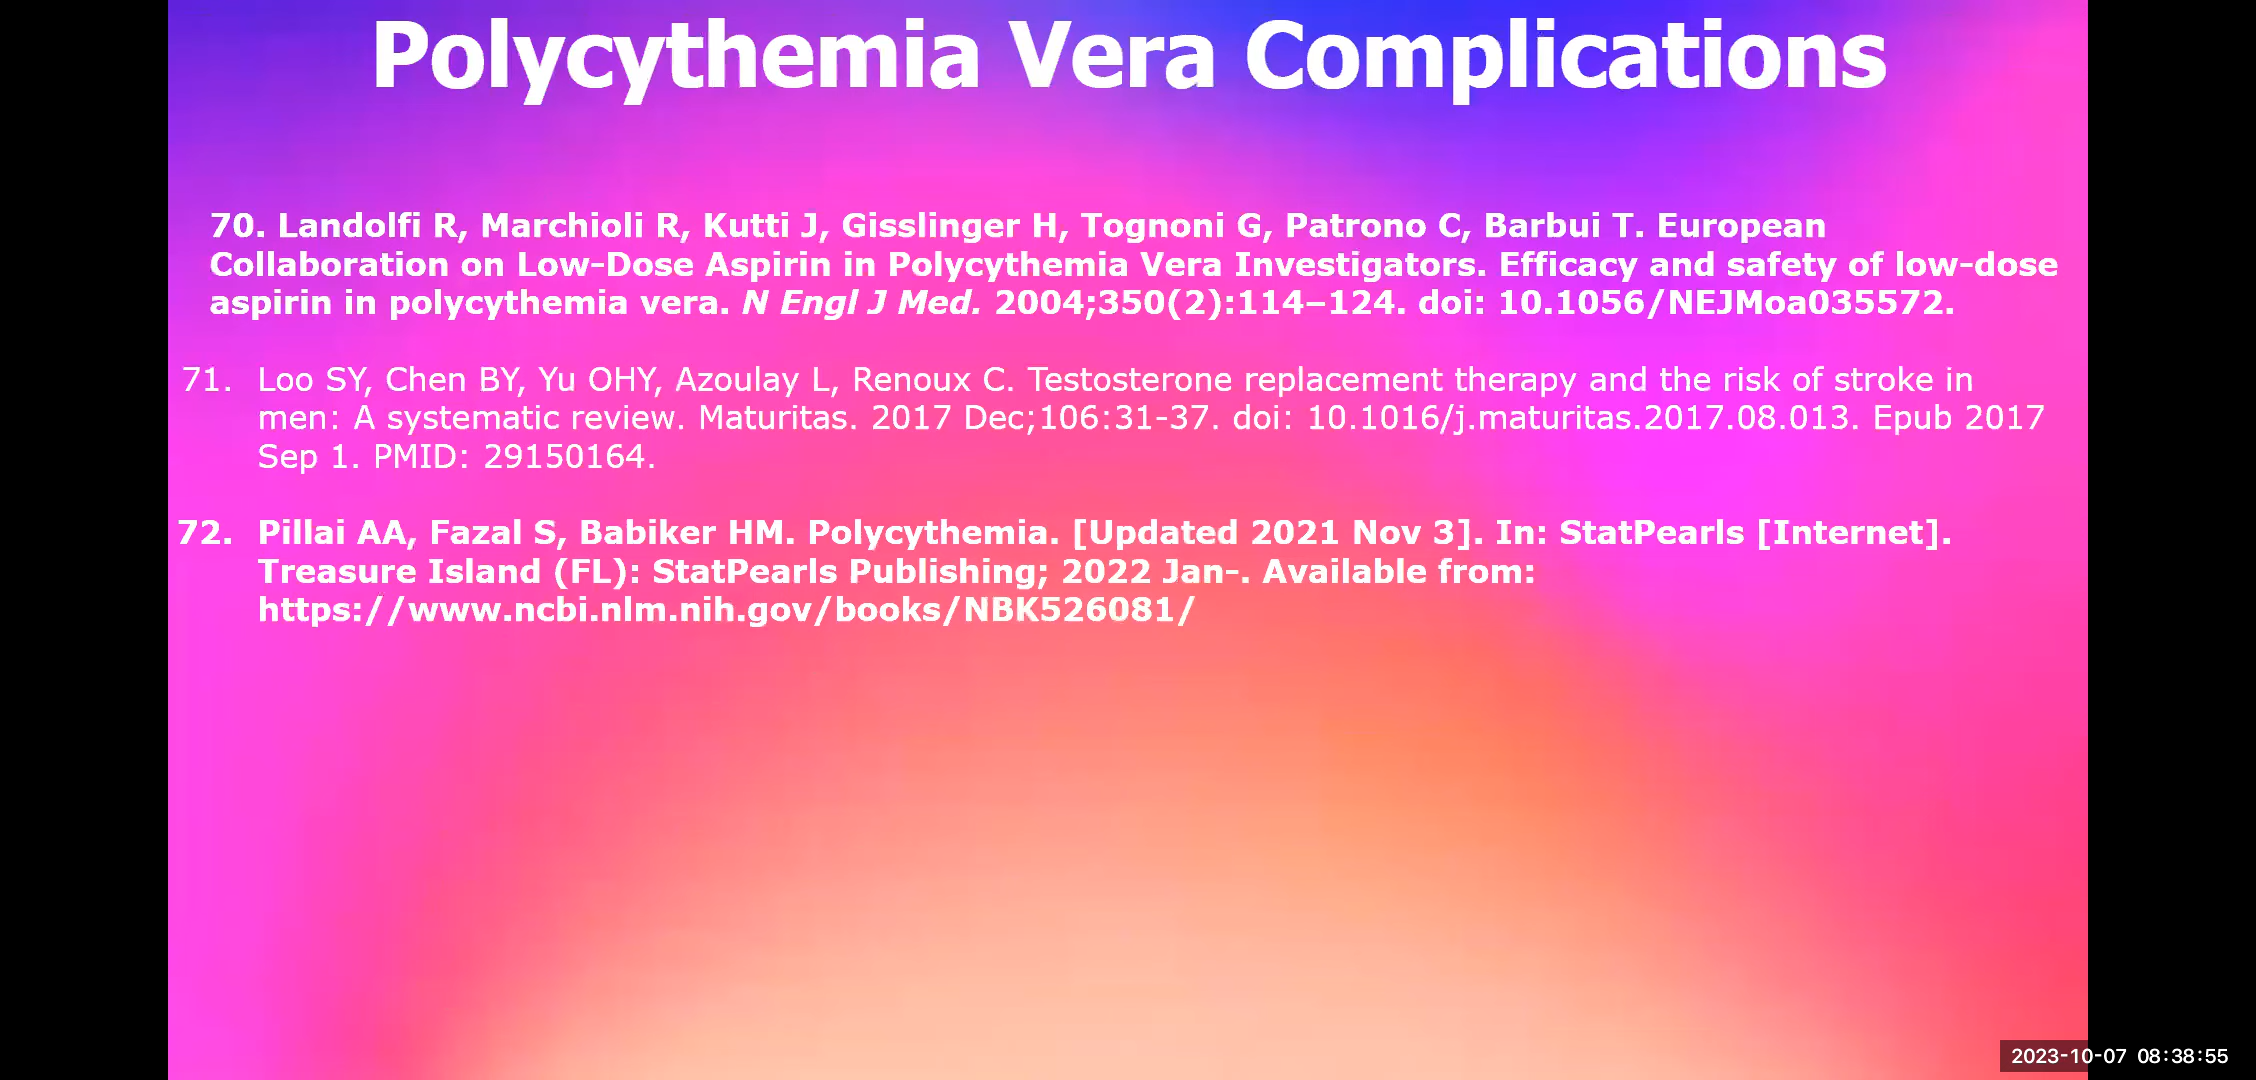 Polycythemia Vera Complications
70. Landolfi R, Marchioli R, Kutti J, Gisslinger H, Tognoni G, Patrono C, Barbui T. European
Collaboration on Low-Dose Aspirin in Polycythemia Vera Investigators. Efficacy and safety of low-dose
aspirin in polycythemia vera. N Engl J Med. 2004;350(2):114–124. doi: 10.1056/NEJMoa035572.
71. Loo SY, Chen BY, Yu OHY, Azoulay L, Renoux C. Testosterone replacement therapy and the risk of stroke in
men: A systematic review. Maturitas. 2017 Dec;106:31-37. doi: 10.1016/j.maturitas.2017.08.013. Epub 2017
Sep 1. PMID: 29150164.
72. Pillai AA, Fazal S, Babiker HM. Polycythemia. [Updated 2021 Nov 3]. In: StatPearls [Internet].
Treasure Island (FL): StatPearls Publishing; 2022 Jan-. Available from:
https://www.ncbi.nlm.nih.gov/books/NBK526081/
2023-10-07 08:38:55